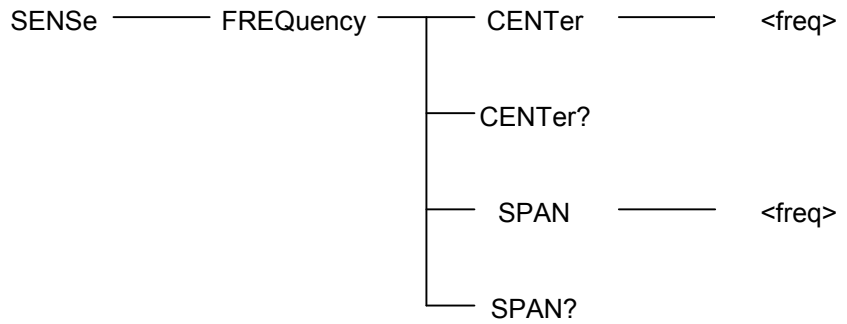 SENSe FREQuency CENTer <freq>
CENTer?
SPAN <freq>
SPAN?